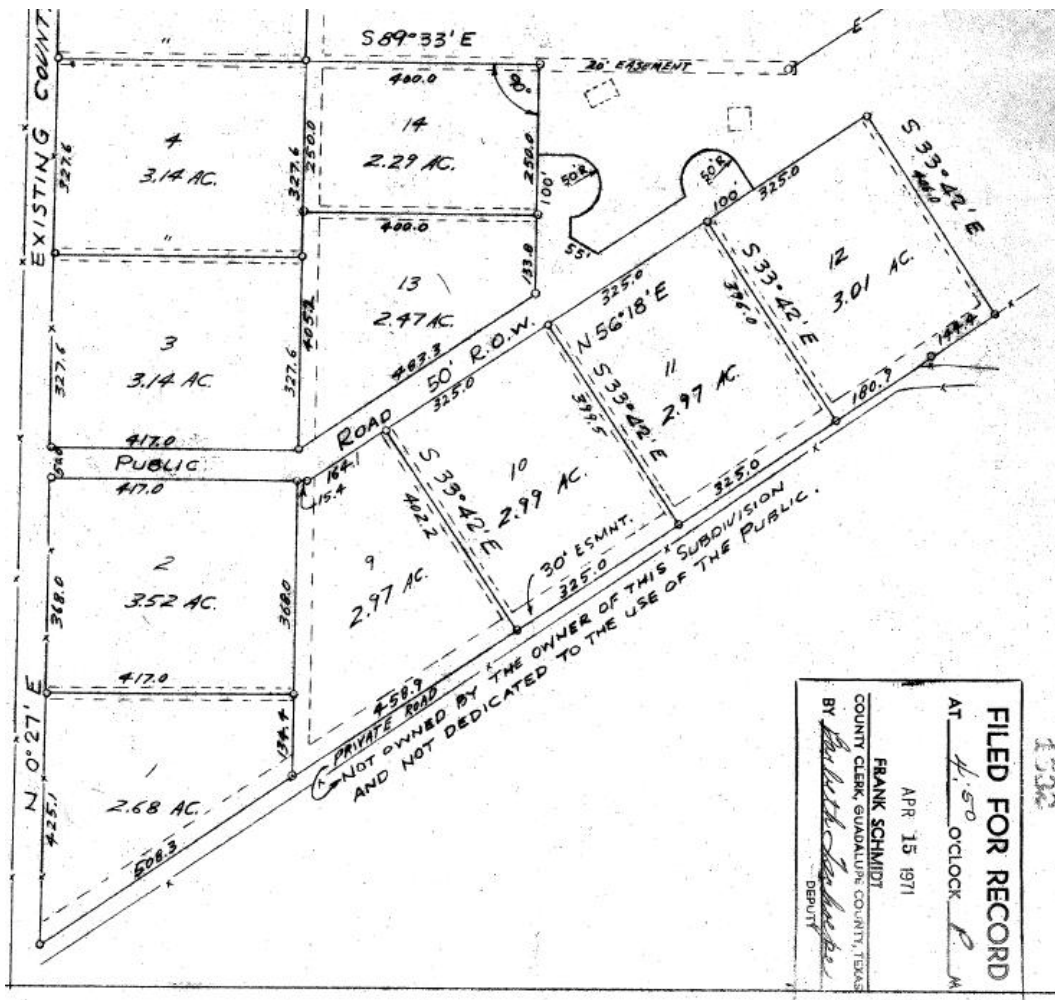 EXISTING COUNT
"
S 89°33' E
400.0
90°
20' EASEMENT
E
4
3.14 AC.
327.6
327.6
"
250.0
14
2.29 AC.
250.0
400.0
100'
50'R.
55'
50'R.
100'
325.0
S 33°42' E
12
3.01 AC.
144.4
180.9
3
3.14 AC.
327.6
327.6
417.0
405.2
13
2.47 AC.
133.8
483.3
PUBLIC ROAD 50' R.O.W.
N 56°18' E
325.0
325.0
S 33°42' E
396.0
11
2.97 AC.
325.0
S 33°42' E
399.5
10
2.99 AC.
30' ESMNT.
325.0
S 33°42' E
402.2
164.1
15.4
9
2.97 AC.
458.9
417.0
2
3.52 AC.
368.0
368.0
417.0
134.4
1
2.68 AC.
N 0°27' E
425.1
508.3
PRIVATE ROAD
NOT OWNED BY THE OWNER OF THIS SUBDIVISION
AND NOT DEDICATED TO THE USE OF THE PUBLIC.
FILED FOR RECORD
AT 4:50 O'CLOCK P. M
APR 15 1971
FRANK SCHMIDT
COUNTY CLERK, GUADALUPE COUNTY, TEXAS
BY
DEPUTY